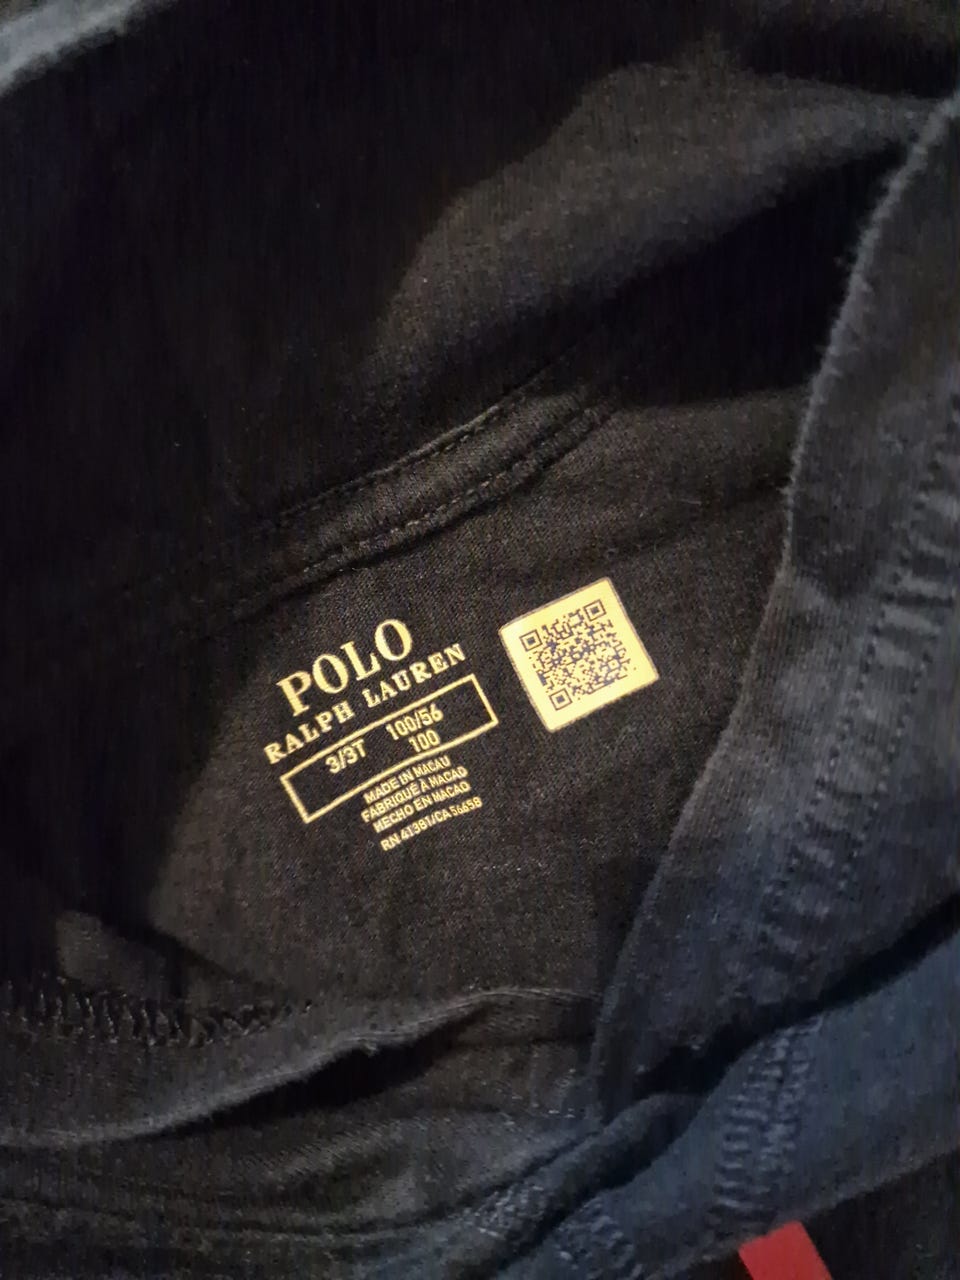 POLO
RALPH LAUREN
3/3T 100/56
100
MADE IN MACAU
FABRIQUÉ À MACAO
HECHO EN MACAO
RN 41381/CA 56658